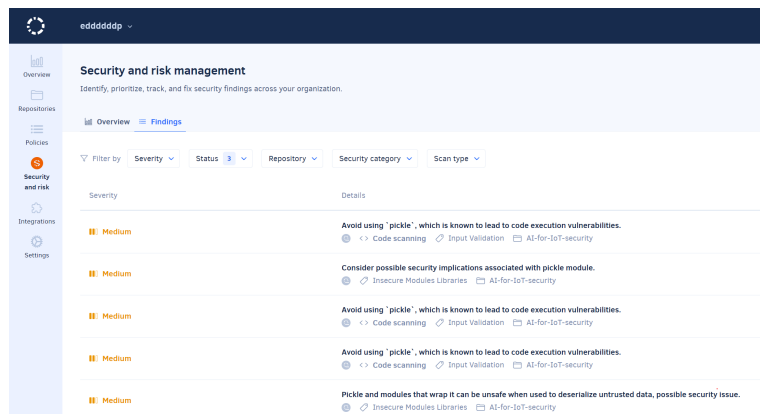 eddddddp
Overview
Repositories
Policies
S
Security
and risk
Integrations
Settings
Security and risk management
Identify, prioritize, track, and fix security findings across your organization.
Overview Findings
Filter by Severity Status 3 Repository Security category Scan type
Severity Details
Medium
Avoid using `pickle`, which is known to lead to code execution vulnerabilities.
Code scanning Input Validation AI-for-IoT-security
Medium
Consider possible security implications associated with pickle module.
Insecure Modules Libraries AI-for-IoT-security
Medium
Avoid using `pickle`, which is known to lead to code execution vulnerabilities.
Code scanning Input Validation AI-for-IoT-security
Medium
Avoid using `pickle`, which is known to lead to code execution vulnerabilities.
Code scanning Input Validation AI-for-IoT-security
Medium
Pickle and modules that wrap it can be unsafe when used to deserialize untrusted data, possible security issue.
Insecure Modules Libraries AI-for-IoT-security